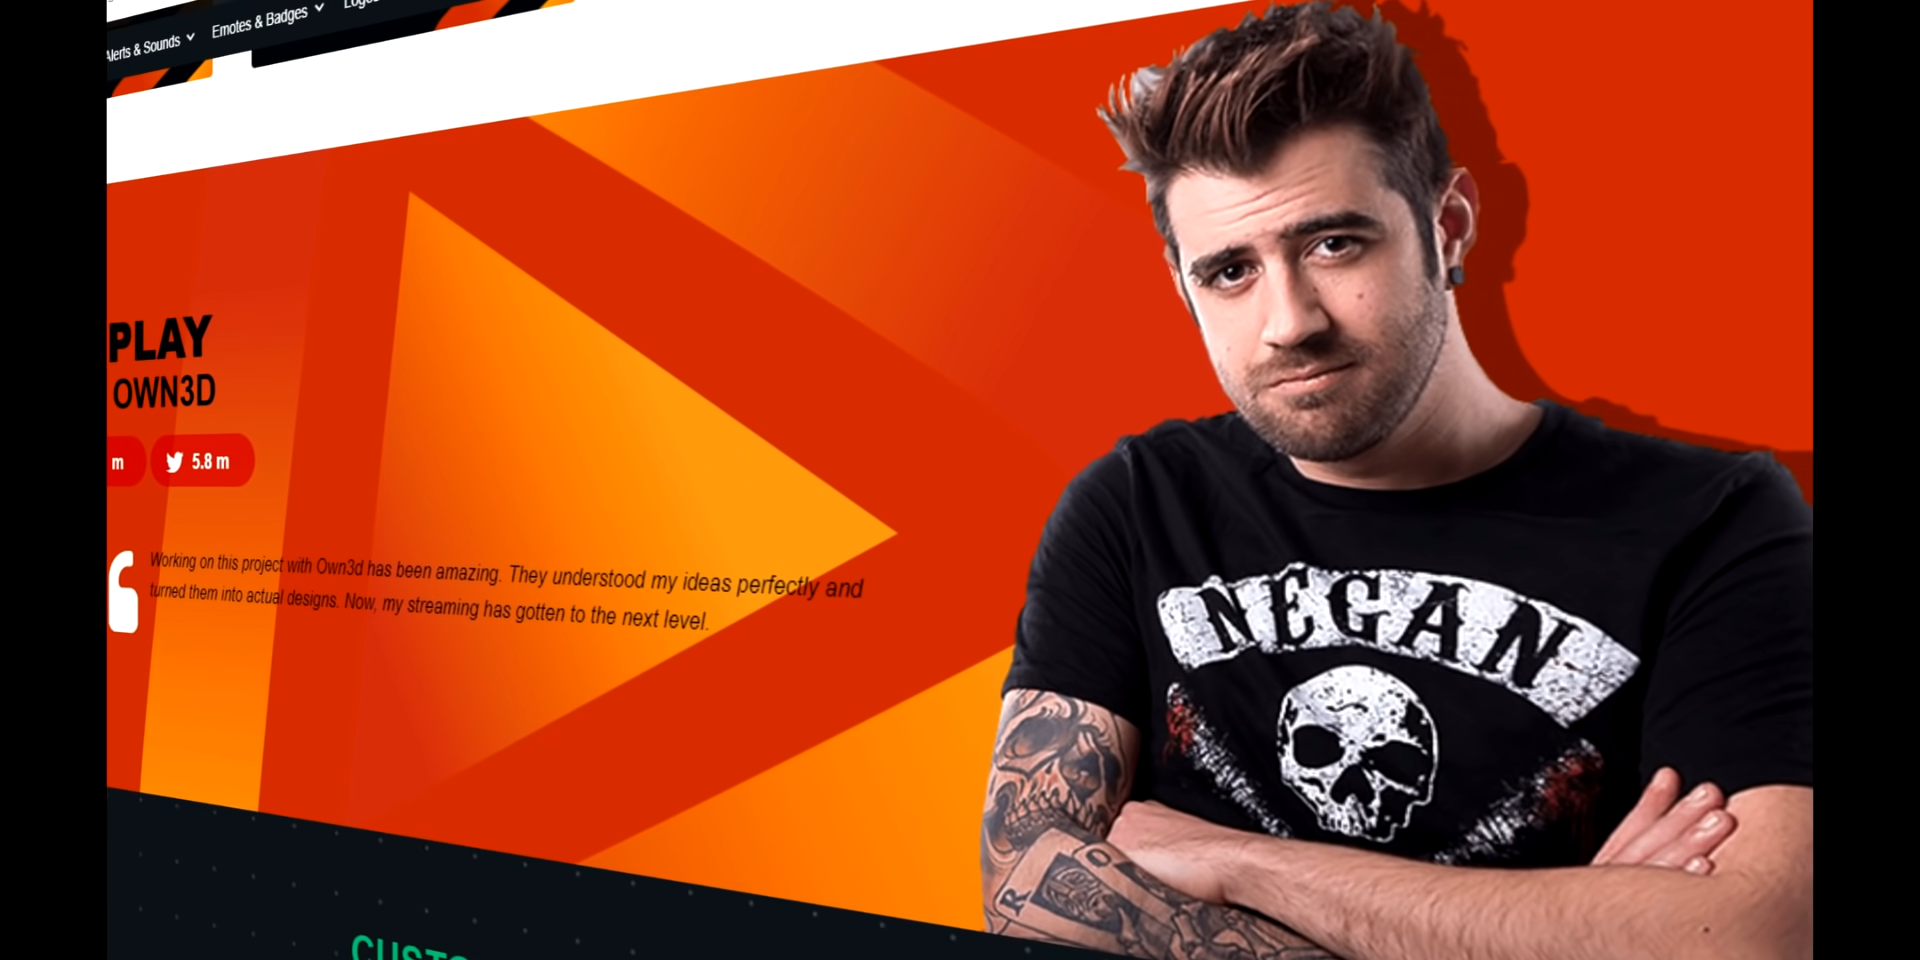 Alerts & Sounds
Emotes & Badges
PLAY
OWN3D
m
5.8 m
Working on this project with Own3d has been amazing. They understood my ideas perfectly and
turned them into actual designs. Now, my streaming has gotten to the next level.
NEGAN
R
O